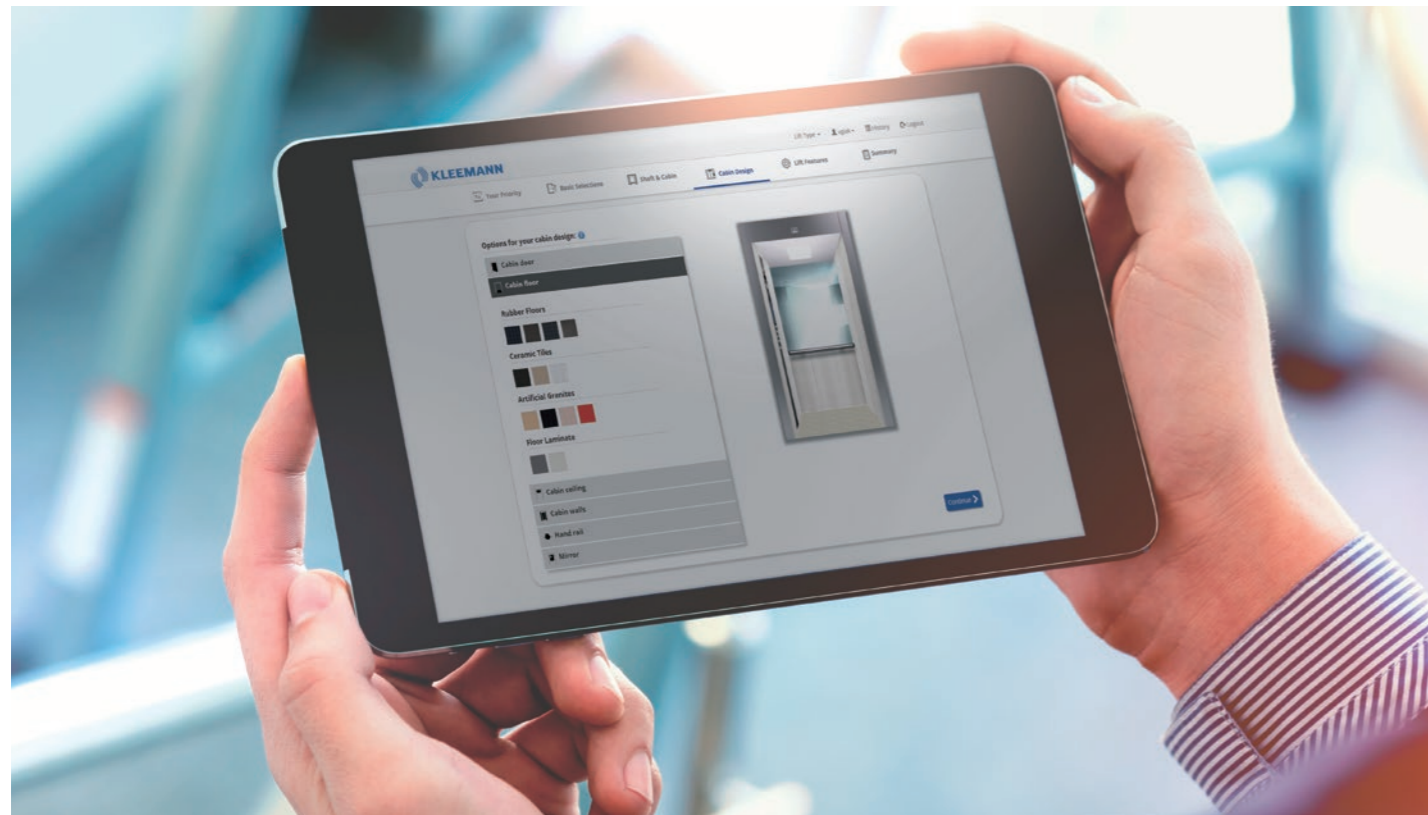 KLEEMANN
Lift Type
History
Logout
Your Priority
Basic Selections
Shaft & Cabin
Cabin Design
Lift Features
Summary
Options for your cabin design:
Cabin door
Cabin floor
Rubber Floors
Ceramic Tiles
Artificial Granites
Floor Laminate
Cabin ceiling
Cabin walls
Hand rail
Mirror
Continue